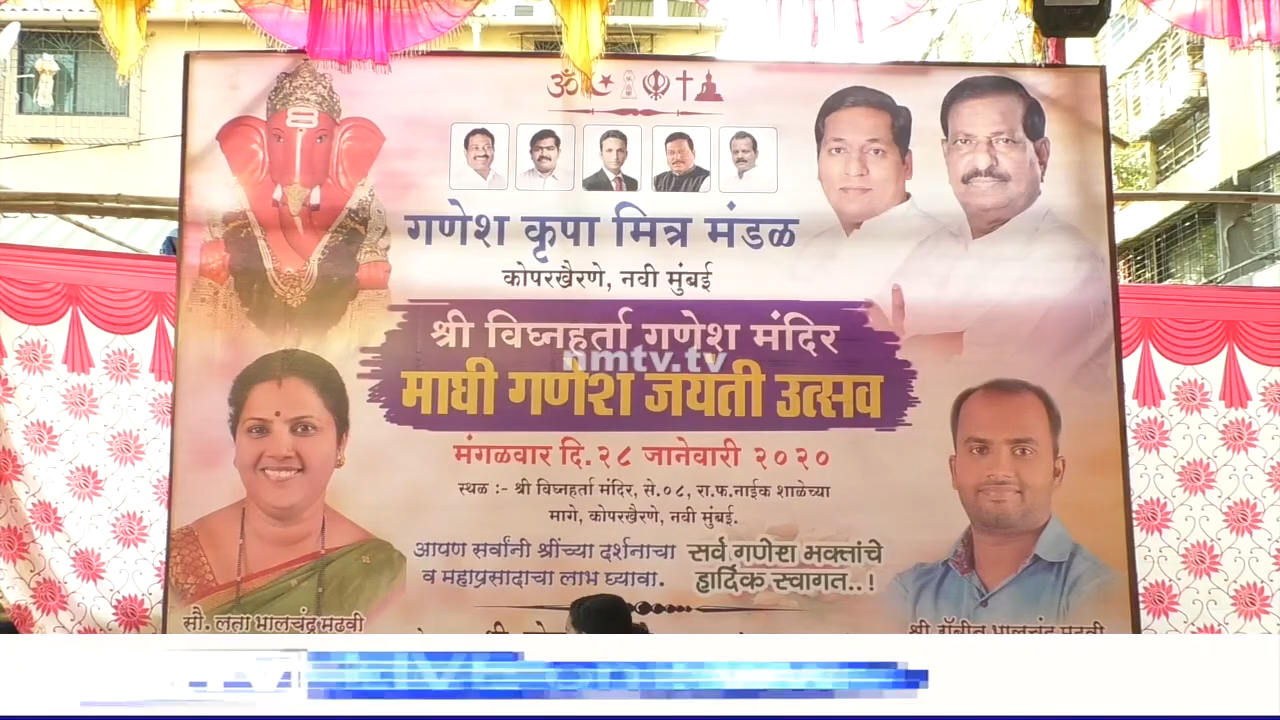 गणेश कृपा मित्र मंडळ
कोपरखैरणे, नवी मुंबई
श्री विघ्नहर्ता गणेश मंदिर
nmtv.tv
माघी गणेश जयंती उत्सव
मंगळवार दि.२८ जानेवारी २०२०
स्थळ :- श्री विघ्नहर्ता मंदिर, से.०८, रा.फ.नाईक शाळेच्या
मागे, कोपरखैरणे, नवी मुंबई.
आपण सर्वांनी श्रींच्या दर्शनाचा
व महाप्रसादाचा लाभ घ्यावा.
सर्व गणेश भक्तांचे
हार्दिक स्वागत..!
सौ. लता भालचंद्र मढवी
LIVE on